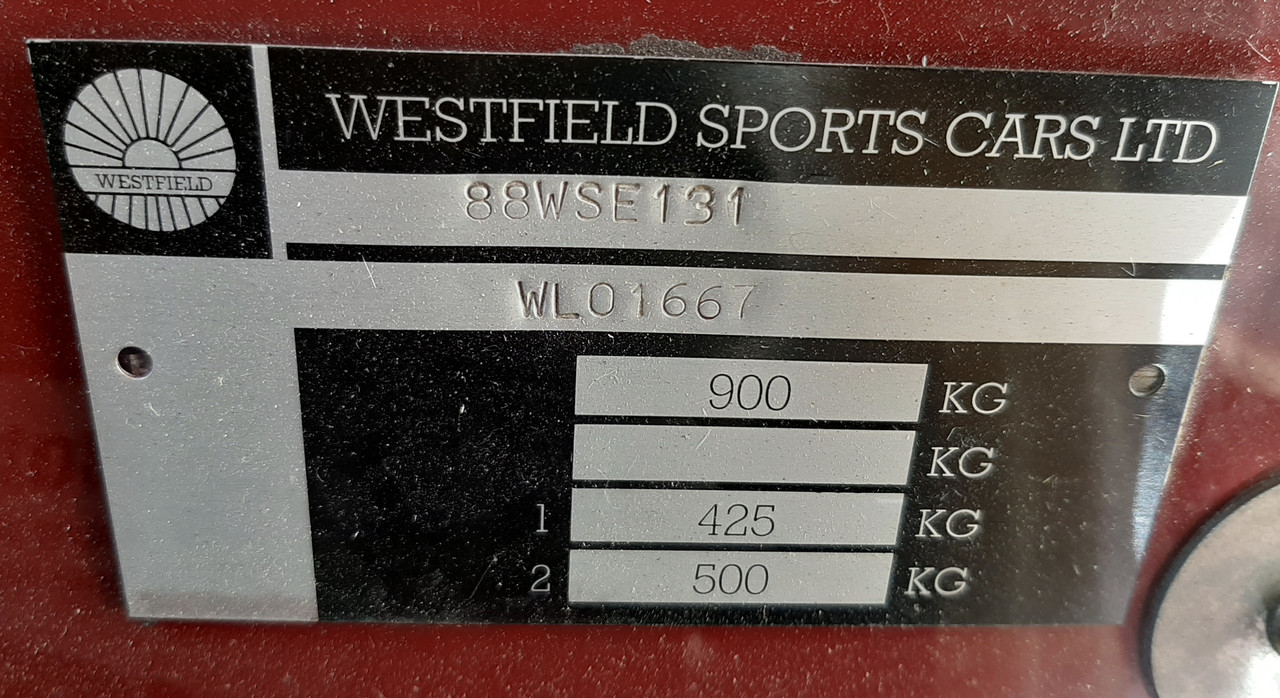 WESTFIELD
WESTFIELD SPORTS CARS LTD
88WSE131
WL01667
900 KG
KG
1 425 KG
2 500 KG